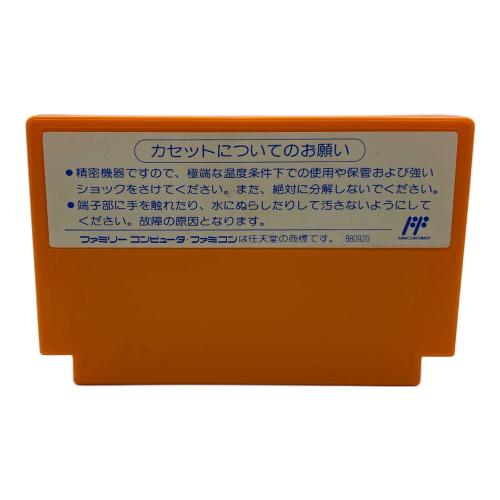 カセットについてのお願い
●精密機器ですので、極端な温度条件下での使用や保管および強い
ショックをさけてください。また、絶対に分解しないでください。
●端子部に手を触れたり、水にぬらしたりして汚さないようにして
ください。故障の原因となります。
ファミリー コンピュータ・ファミコンは任天堂の商標です。 880920
FAMICOM FAMILY